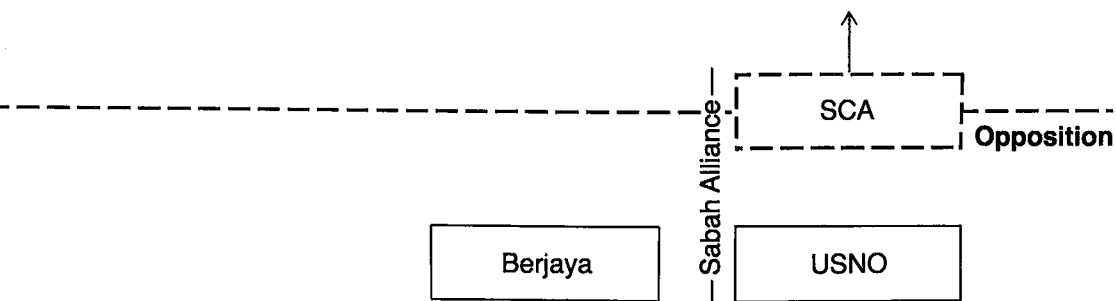 SCA
Opposition
Sabah Alliance
Berjaya
USNO